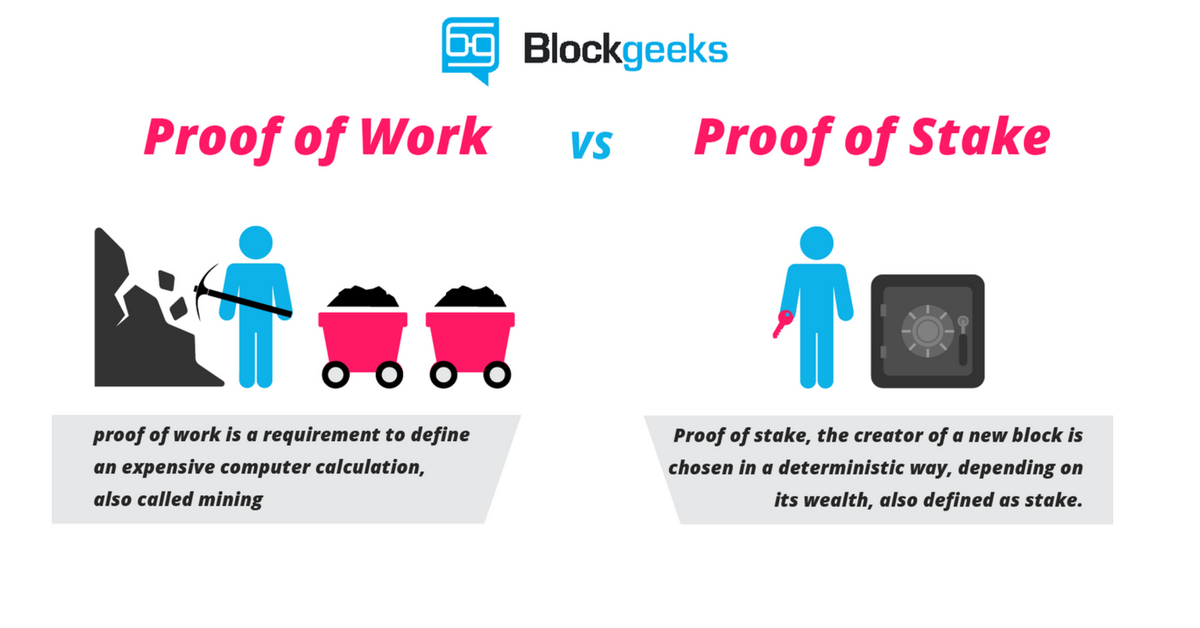 Blockgeeks
Proof of Work
vs
Proof of Stake
proof of work is a requirement to define
an expensive computer calculation,
also called mining
Proof of stake, the creator of a new block is
chosen in a deterministic way, depending on
its wealth, also defined as stake.